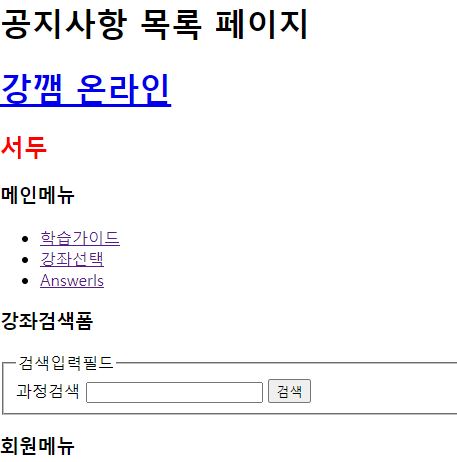 공지사항 목록 페이지
강깸 온라인
서두
메인메뉴
학습가이드
강좌선택
AnswerIs
강좌검색폼
검색입력필드
과정검색 검색
회원메뉴